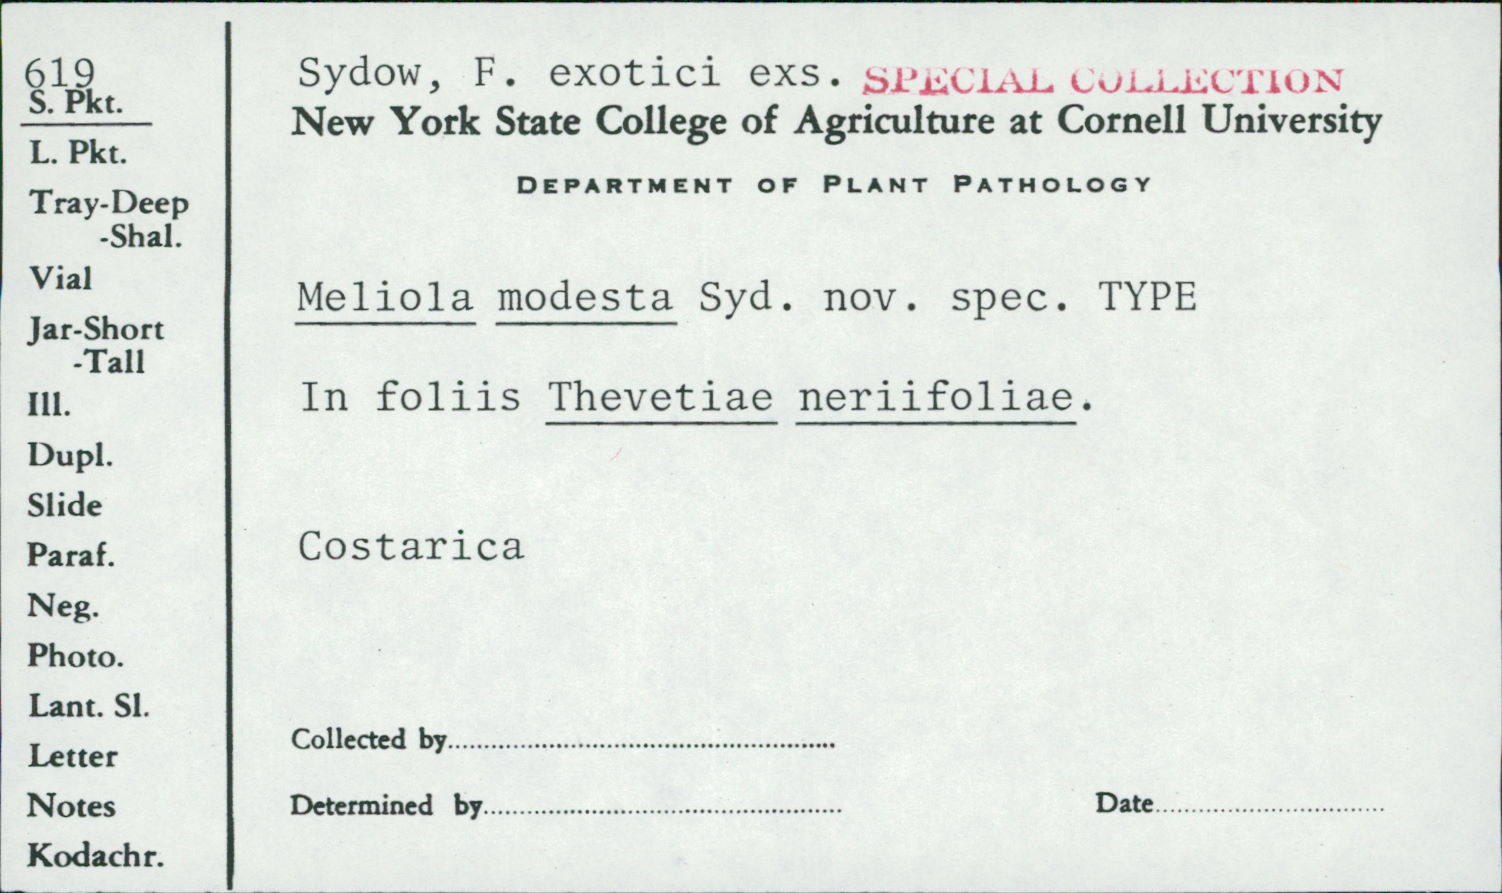 619
S. Pkt.
L. Pkt.
Tray-Deep
-Shal.
Vial
Jar-Short
-Tall
Ill.
Dupl.
Slide
Paraf.
Neg.
Photo.
Lant. Sl.
Letter
Notes
Kodachr.
Sydow, F. exotici exs. SPECIAL COLLECTION
New York State College of Agriculture at Cornell University
DEPARTMENT OF PLANT PATHOLOGY
Meliola modesta Syd. nov. spec. TYPE
In foliis Thevetiae neriifoliae.
Costarica
Collected by
Determined by Date